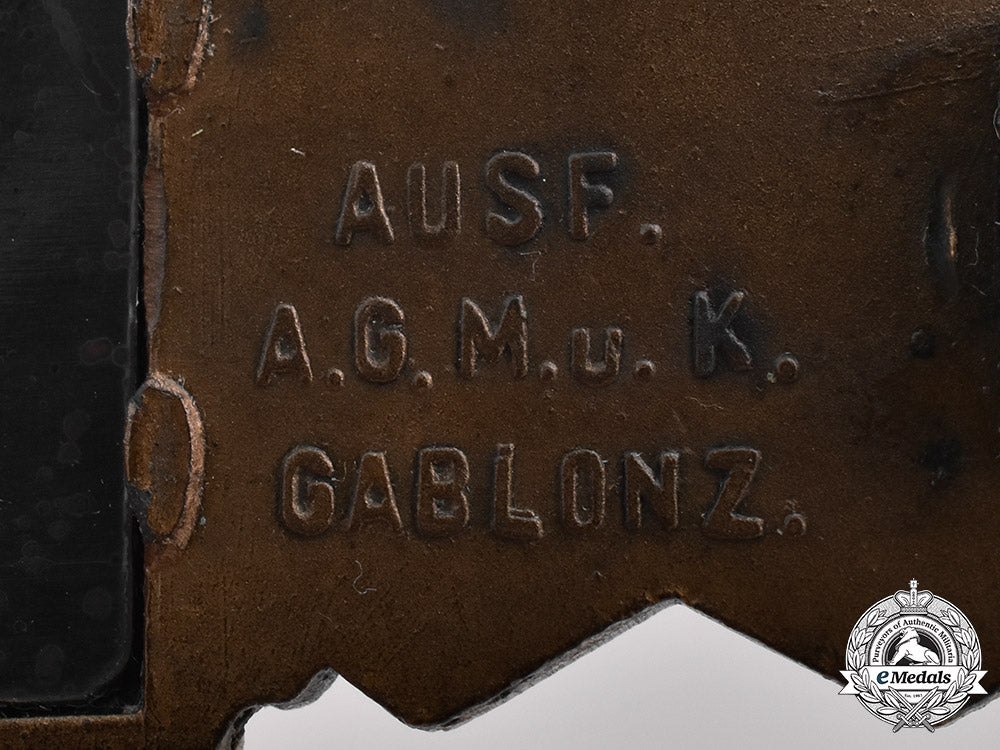 AUSF.
A.G.M.u.K.
GABLONZ.
Purveyors of Authentic Militaria
eMedals